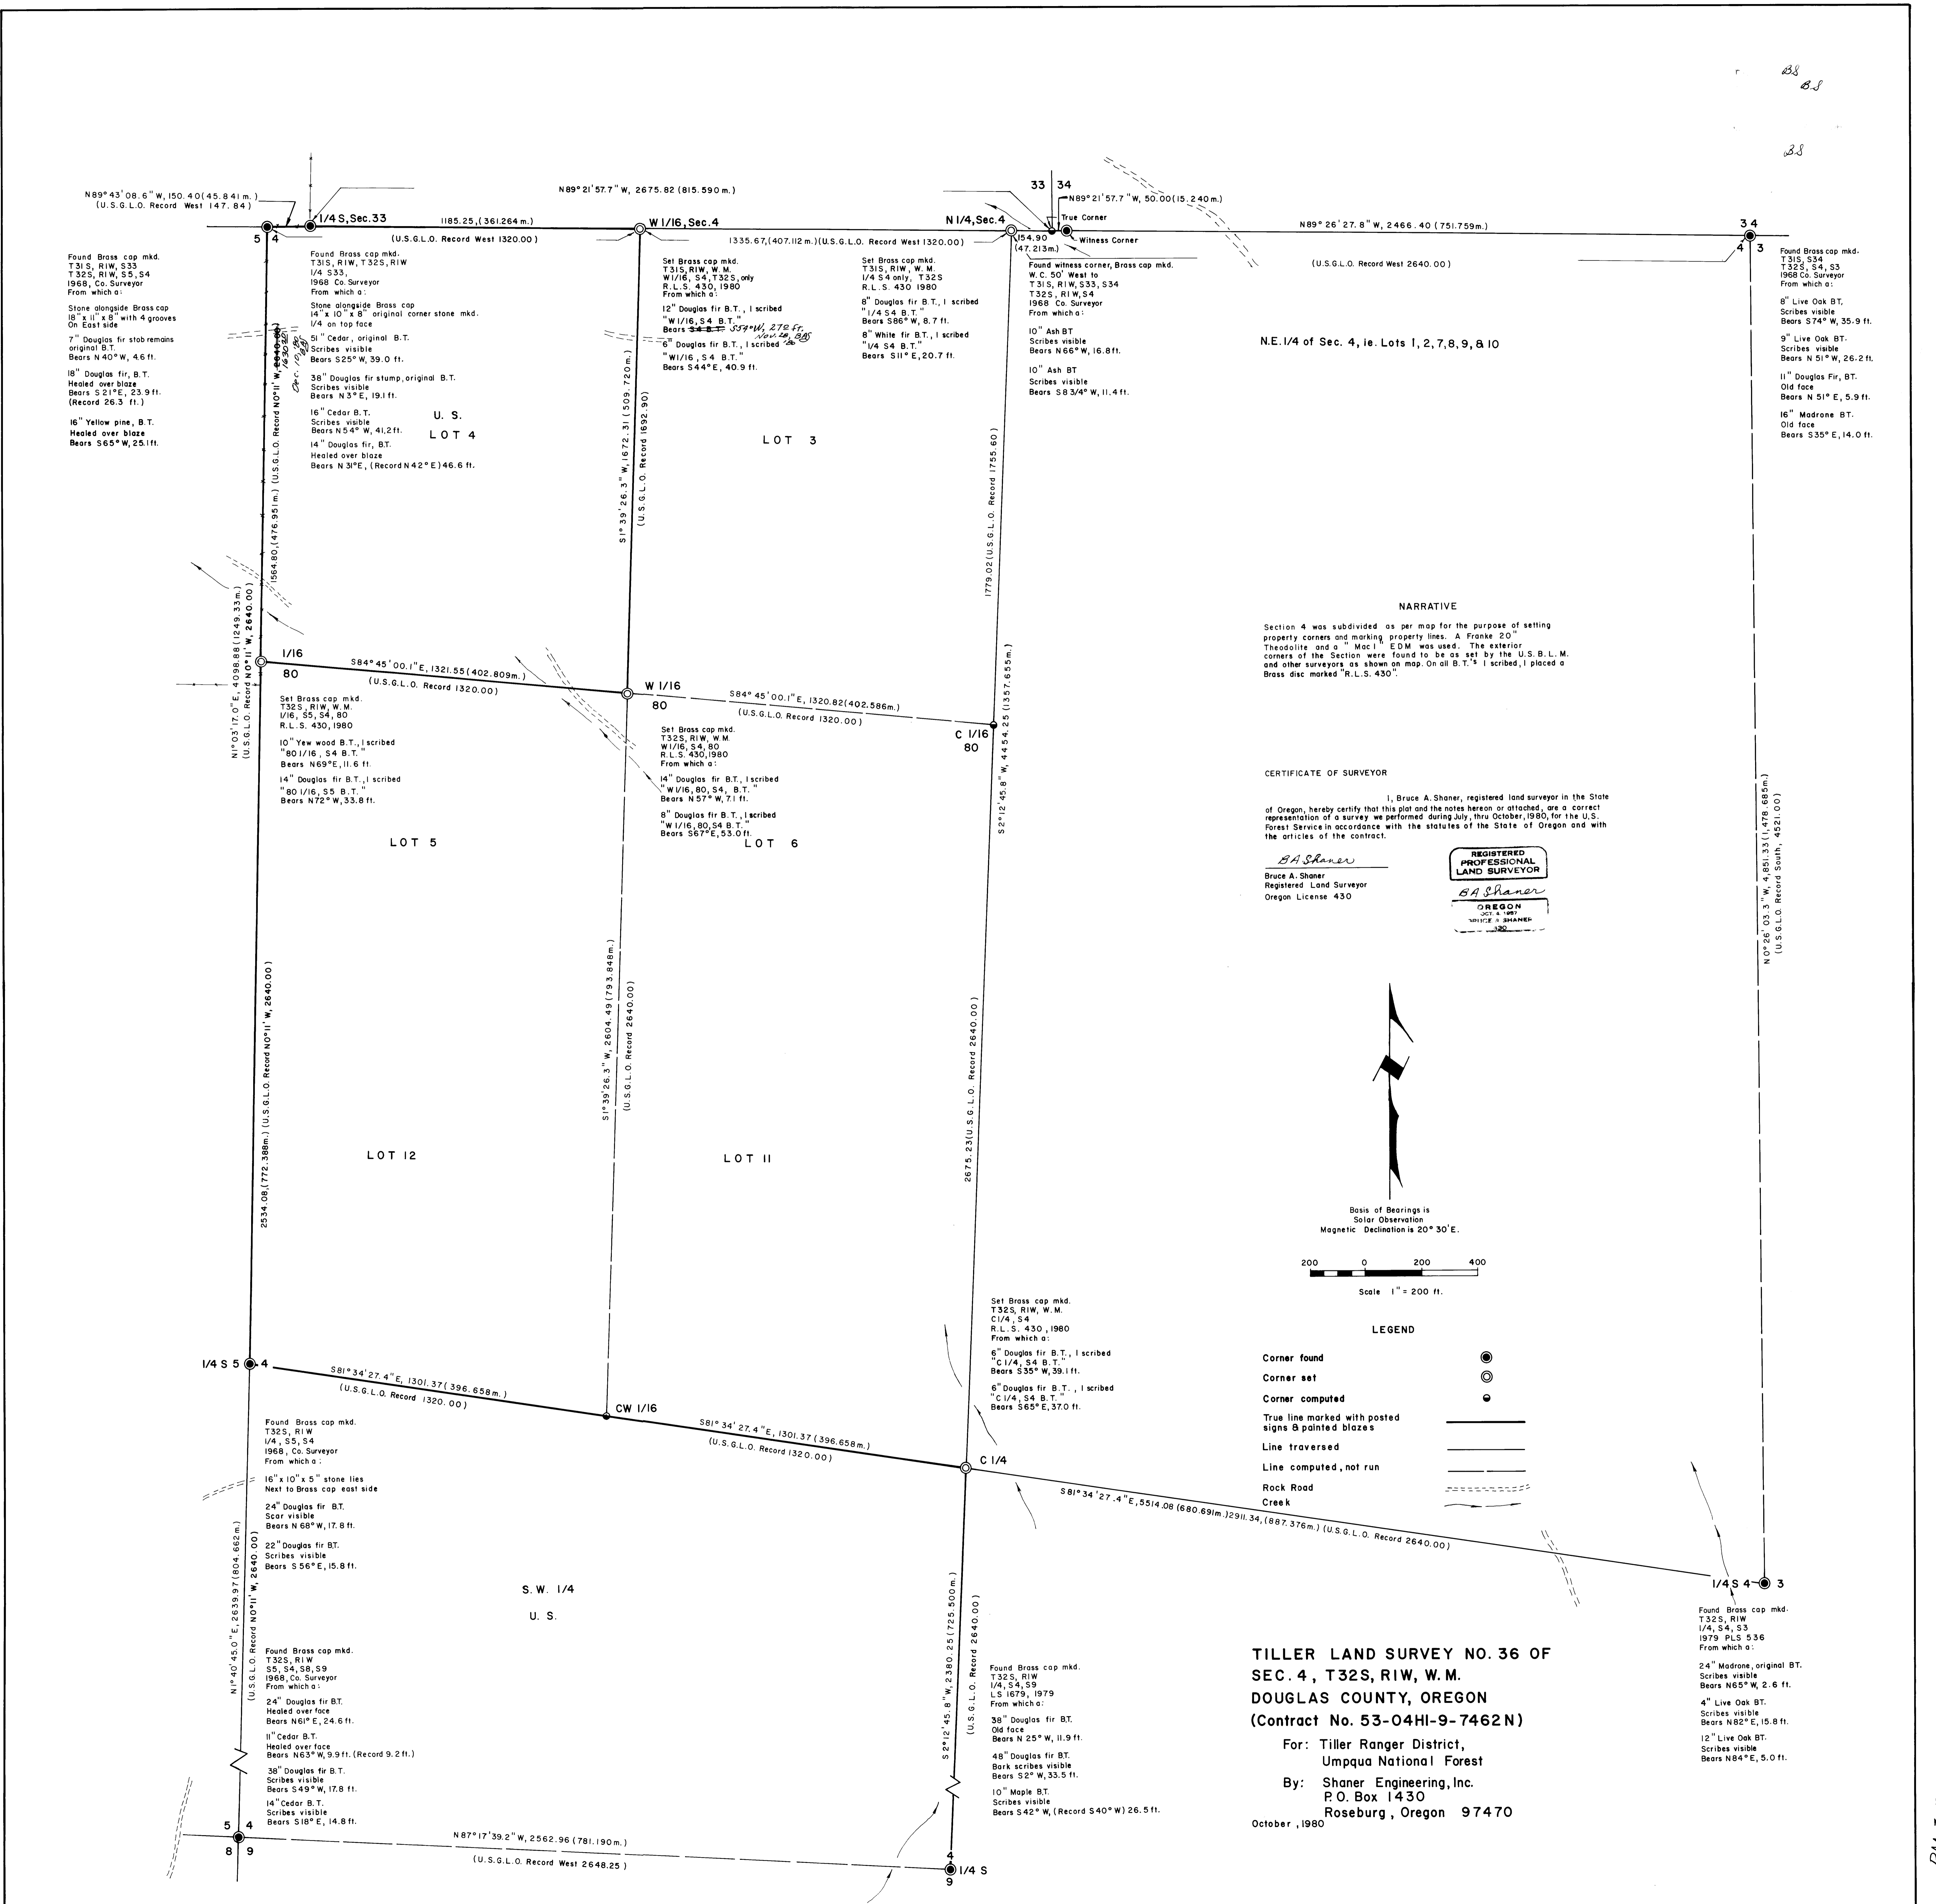 BS
BS
BS
N89°43'08.6"W, 150.40(45.841 m.)
(U.S.G.L.O. Record West 147.84)
N89°21'57.7"W, 2675.82 (815.590 m.)
33 34
N89°21'57.7"W, 50.00(15.240 m.)
1/4 S, Sec.33
1185.25, (361.264 m.)
(U.S.G.L.O. Record West 1320.00)
W 1/16, Sec.4
1335.67, (407.112 m.)(U.S.G.L.O. Record West 1320.00)
N 1/4, Sec.4
True Corner
154.90
(47.213m.)
Witness Corner
N89°26'27.8"W, 2466.40 (751.759m.)
(U.S.G.L.O. Record West 2640.00)
34
4 3
5 4
Found Brass cap mkd.
T31S, R1W, S33
T32S, R1W, S5, S4
1968, Co. Surveyor
From which a:
Stone alongside Brass cap
18" x 11" x 8" with 4 grooves
On East side
7" Douglas fir stob remains
original B.T.
Bears N 40° W, 4.6 ft.
18" Douglas fir, B.T.
Healed over blaze
Bears S 21° E, 23.9 ft.
(Record 26.3 ft.)
16" Yellow pine, B.T.
Healed over blaze
Bears S65° W, 25.1ft.
Found Brass cap mkd.
T31S, R1W, T32S, R1W
1/4 S33,
1968 Co. Surveyor
From which a:
Stone alongside Brass cap
14" x 10" x 8" original corner stone mkd.
1/4 on top face
51" Cedar, original B.T.
Scribes visible
Bears S25° W, 39.0 ft.
38" Douglas fir stump, original B.T.
Scribes visible
Bears N 3° E, 19.1 ft.
16" Cedar B.T.
Scribes visible
Bears N 54° W, 41.2ft.
14" Douglas fir, B.T.
Healed over blaze
Bears N 31°E, (Record N 42° E) 46.6 ft.
U. S.
LOT 4
Set Brass cap mkd.
T31S, R1W, W. M.
W 1/16, S4, T32S, only
R.L.S. 430, 1980
From which a:
12" Douglas fir B.T., I scribed
"W 1/16, S4 B.T."
Bears S4 B.T. S54°W, 27.2 ft.
Nov. 28, '80 BAS
6" Douglas fir B.T., I scribed
"W1/16, S4 B.T."
Bears S44° E, 40.9 ft.
Set Brass cap mkd.
T31S, R1W, W. M.
1/4 S4 only, T32S
R.L.S. 430 1980
8" Douglas fir B.T., I scribed
"1/4 S4 B.T."
Bears S86° W, 8.7 ft.
8" White fir B.T., I scribed
"1/4 S4 B.T."
Bears S11° E, 20.7 ft.
LOT 3
Found witness corner, Brass cap mkd.
W. C. 50' West to
T31S, R1W, S33, S34
T32S, R1W, S4
1968 Co. Surveyor
From which a:
10" Ash BT
Scribes visible
Bears N 66° W, 16.8 ft.
10" Ash BT
Scribes visible
Bears S 8 3/4° W, 11.4 ft.
N.E. 1/4 of Sec. 4, ie. Lots 1, 2, 7, 8, 9, & 10
Found Brass cap mkd.
T31S, S34
T32S, S4, S3
1968 Co. Surveyor
From which a:
8" Live Oak BT,
Scribes visible
Bears S74° W, 35.9 ft.
9" Live Oak BT.
Scribes visible
Bears N 51° W, 26.2 ft.
11" Douglas Fir, BT.
Old face
Bears N 51° E, 5.9 ft.
16" Madrone BT.
Old face
Bears S35° E, 14.0 ft.
1564.80, (476.951 m.) (U.S.G.L.O. Record N0°11' W, 2640.00)
1630.20
Dec. 10, '80
BAS
S1°39'26.3"W, 1672.31 (509.720 m.)
(U.S.G.L.O. Record 1692.90)
1779.02 (U.S.G.L.O. Record 1755.60)
N1°03'17.0"E, 4098.88 (1249.33 m.)
(U.S.G.L.O. Record N0°11' W, 2640.00)
1/16
80
S84°45'00.1"E, 1321.55 (402.809m.)
(U.S.G.L.O. Record 1320.00)
W 1/16
80
S84°45'00.1"E, 1320.82(402.586m.)
(U.S.G.L.O. Record 1320.00)
C 1/16
80
S2°12'45.8"W, 4454.25 (1357.655m.)
Set Brass cap mkd.
T32S, R1W, W. M.
1/16, S5, S4, 80
R.L.S. 430, 1980
10" Yew wood B.T., I scribed
"80 1/16, S4 B.T."
Bears N69°E, 11.6 ft.
14" Douglas fir B.T., I scribed
"80 1/16, S5 B.T."
Bears N72° W, 33.8 ft.
LOT 5
Set Brass cap mkd.
T32S, R1W, W.M.
W1/16, S4, 80
R.L.S. 430,1980
From which a:
14" Douglas fir B.T., I scribed
"W1/16, 80, S4, B.T."
Bears N 57° W, 7.1 ft.
8" Douglas fir B.T., I scribed
"W 1/16, 80, S4 B.T."
Bears S67°E, 53.0 ft.
LOT 6
NARRATIVE
Section 4 was subdivided as per map for the purpose of setting
property corners and marking property lines. A Franke 20"
Theodolite and a "Mac I" EDM was used. The exterior
corners of the Section were found to be as set by the U.S.B.L.M.
and other surveyors as shown on map. On all B.T.'s I scribed, I placed a
Brass disc marked "R.L.S. 430".
CERTIFICATE OF SURVEYOR
I, Bruce A. Shaner, registered land surveyor in the State
of Oregon, hereby certify that this plat and the notes hereon or attached, are a correct
representation of a survey we performed during July, thru October, 1980, for the U.S.
Forest Service in accordance with the statutes of the State of Oregon and with
the articles of the contract.
BA Shaner
Bruce A. Shaner
Registered Land Surveyor
Oregon License 430
REGISTERED
PROFESSIONAL
LAND SURVEYOR
BA Shaner
OREGON
OCT. 4, 1957
BRUCE A SHANER
430
N 0°26'03.3"W, 4,851.33 (1,478.685m.)
(U.S.G.L.O. Record South, 4521.00)
2534.08, (772.388m.) (U.S.G.L.O. Record N0°11' W, 2640.00)
S1°39'26.3"W, 2604.49 (793.848m.)
(U.S.G.L.O. Record 2640.00)
2675.23 (U.S.G.L.O. Record 2640.00)
LOT 12
LOT 11
Basis of Bearings is
Solar Observation
Magnetic Declination is 20° 30' E.
200 0 200 400
Scale 1" = 200 ft.
LEGEND
Corner found
Corner set
Corner computed
True line marked with posted
signs & painted blazes
Line traversed
Line computed, not run
Rock Road
Creek
Set Brass cap mkd.
T32S, R1W, W.M.
C1/4, S4
R.L.S. 430, 1980
From which a:
6" Douglas fir B.T., I scribed
"C 1/4, S4 B.T."
Bears S35° W, 39.1 ft.
6" Douglas fir B.T., I scribed
"C 1/4, S4 B.T."
Bears S65° E, 37.0 ft.
1/4 S 5 4
S81°34'27.4"E, 1301.37 (396.658m.)
(U.S.G.L.O. Record 1320.00)
CW 1/16
S81°34'27.4"E, 1301.37 (396.658m.)
(U.S.G.L.O. Record 1320.00)
C 1/4
S81°34'27.4"E, 5514.08 (680.691m.)2911.34, (887.376m.) (U.S.G.L.O. Record 2640.00)
1/4 S 4 3
Found Brass cap mkd.
T32S, R1W
1/4, S5, S4
1968, Co. Surveyor
From which a:
16" x 10" x 5" stone lies
Next to Brass cap east side
24" Douglas fir B.T.
Scar visible
Bears N 68° W, 17.8 ft.
22" Douglas fir B.T.
Scribes visible
Bears S 56° E, 15.8 ft.
N1°40'45.0"E, 2639.97 (804.662 m.)
(U.S.G.L.O. Record N0°11' W, 2640.00)
S.W. 1/4
U. S.
S2°12'45.8"W, 2380.25 (725.500m.)
(U.S.G.L.O. Record 2640.00)
Found Brass cap mkd.
T32S, R1W
S5, S4, S8, S9
1968, Co. Surveyor
From which a:
24" Douglas fir B.T.
Healed over face
Bears N61° E, 24.6 ft.
11" Cedar B.T.
Healed over face
Bears N63° W, 9.9 ft. (Record 9.2 ft.)
38" Douglas fir B.T.
Scribes visible
Bears S49° W, 17.8 ft.
14" Cedar B.T.
Scribes visible
Bears S18° E, 14.8 ft.
5 4
8 9
N 87°17'39.2"W, 2562.96 (781.190m.)
(U.S.G.L.O. Record West 2648.25)
4
1/4 S
9
Found Brass cap mkd.
T32S, R1W
1/4, S4, S9
LS 1679, 1979
From which a:
38" Douglas fir B.T.
Old face
Bears N 25° W, 11.9 ft.
48" Douglas fir B.T.
Bark scribes visible
Bears S2° W, 33.5 ft.
10" Maple B.T.
Scribes visible
Bears S42° W, (Record S40° W) 26.5 ft.
Found Brass cap mkd.
T32S, R1W
1/4, S4, S3
1979 PLS 536
From which a:
24" Madrone, original BT.
Scribes visible
Bears N65° W, 2.6 ft.
4" Live Oak BT.
Scribes visible
Bears N82° E, 15.8 ft.
12" Live Oak BT.
Scribes visible
Bears N84° E, 5.0 ft.
TILLER LAND SURVEY NO. 36 OF
SEC. 4, T32S, R1W, W. M.
DOUGLAS COUNTY, OREGON
(Contract No. 53-04H1-9-7462N)
For: Tiller Ranger District,
Umpqua National Forest
By: Shaner Engineering, Inc.
P.O. Box 1430
Roseburg, Oregon 97470
October, 1980